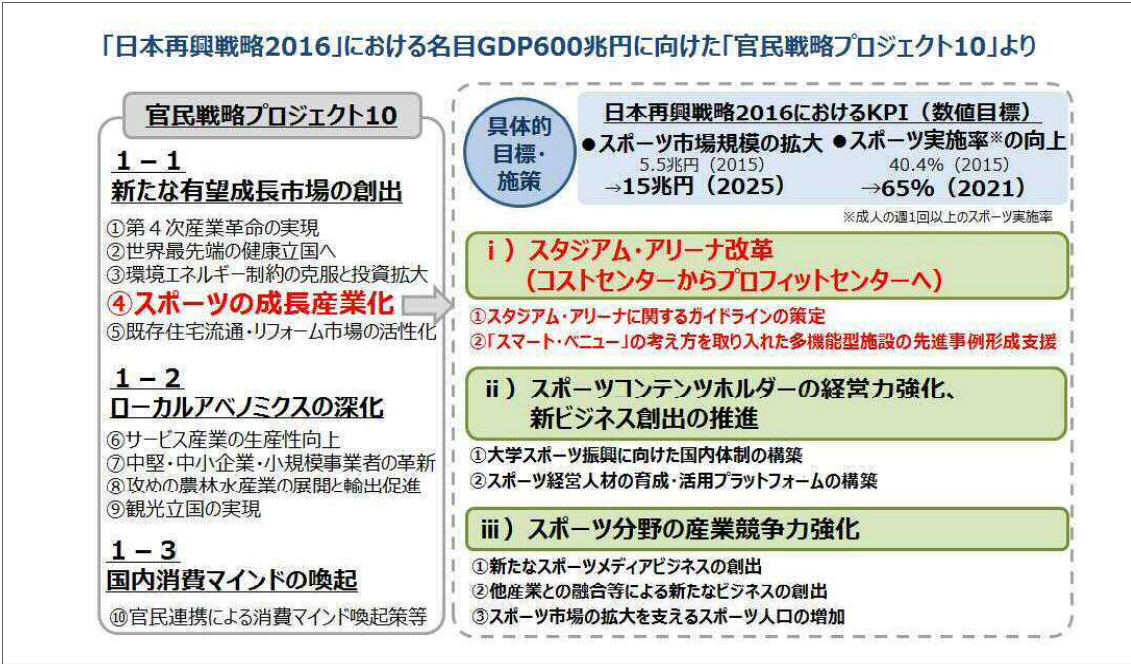 「日本再興戦略2016」における名目GDP600兆円に向けた「官民戦略プロジェクト10」より
官民戦略プロジェクト10
1－1
新たな有望成長市場の創出
①第４次産業革命の実現
②世界最先端の健康立国へ
③環境エネルギー制約の克服と投資拡大
④スポーツの成長産業化
⑤既存住宅流通・リフォーム市場の活性化
1－2
ローカルアベノミクスの深化
⑥サービス産業の生産性向上
⑦中堅・中小企業・小規模事業者の革新
⑧攻めの農林水産業の展開と輸出促進
⑨観光立国の実現
1－3
国内消費マインドの喚起
⑩官民連携による消費マインド喚起策等
具体的
目標・
施策
日本再興戦略2016におけるKPI（数値目標）
●スポーツ市場規模の拡大 ●スポーツ実施率※の向上
5.5兆円（2015） 40.4%（2015）
→15兆円（2025） →65%（2021）
※成人の週1回以上のスポーツ実施率
ⅰ）スタジアム・アリーナ改革
（コストセンターからプロフィットセンターへ）
①スタジアム・アリーナに関するガイドラインの策定
②「スマート・ベニュー」の考え方を取り入れた多機能型施設の先進事例形成支援
ⅱ）スポーツコンテンツホルダーの経営力強化、
新ビジネス創出の推進
①大学スポーツ振興に向けた国内体制の構築
②スポーツ経営人材の育成・活用プラットフォームの構築
ⅲ）スポーツ分野の産業競争力強化
①新たなスポーツメディアビジネスの創出
②他産業との融合等による新たなビジネスの創出
③スポーツ市場の拡大を支えるスポーツ人口の増加